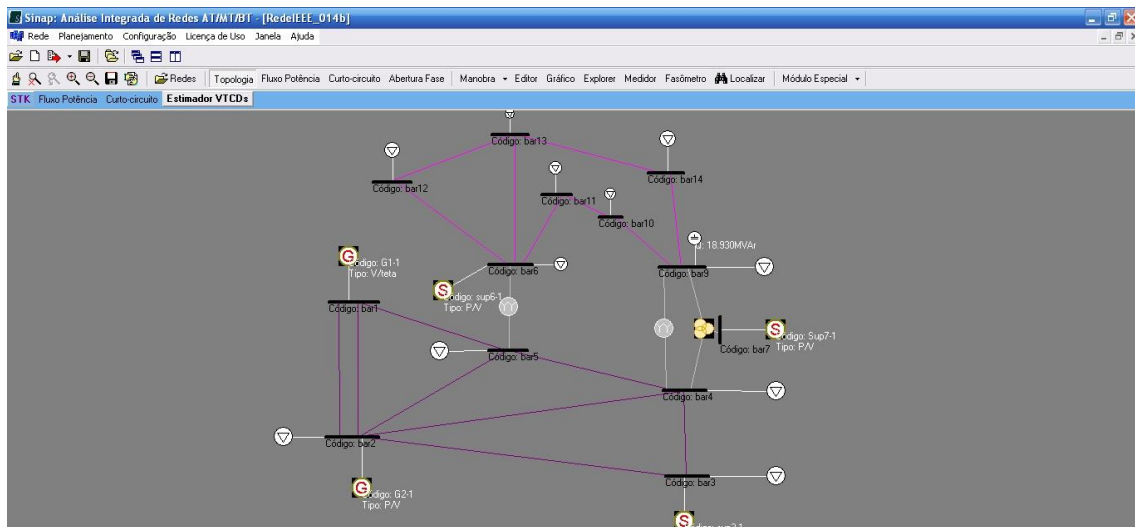 Sinap: Análise Integrada de Redes AT/MT/BT - [RedeIEEE_014b]
Rede Planejamento Configuração Licença de Uso Janela Ajuda
Redes Topologia Fluxo Potência Curto-circuito Abertura Fase Manobra Editor Gráfico Explorer Medidor Fasômetro Localizar Módulo Especial
STK Fluxo Potência Curto-circuito Estimador VTCDs
Código: bar13
Código: bar12
Código: bar14
Código: bar11
Código: bar10
18.930MVAr
G
Código: G1-1
Tipo: V/teta
Código: bar6
Código: bar9
S
Código: sup6-1
Tipo: P/V
Código: bar1
S
Código: Sup7-1
Tipo: P/V
Código: bar7
Código: bar5
Código: bar4
Código: bar2
G
Código: G2-1
Tipo: P/V
Código: bar3
S